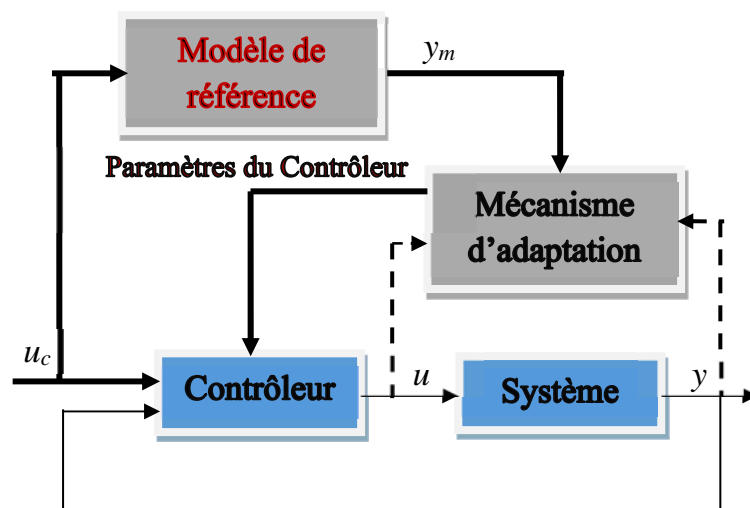 Modèle de
référence
y_m
Paramètres du Contrôleur
Mécanisme
d'adaptation
u_c
Contrôleur
u
Système
y